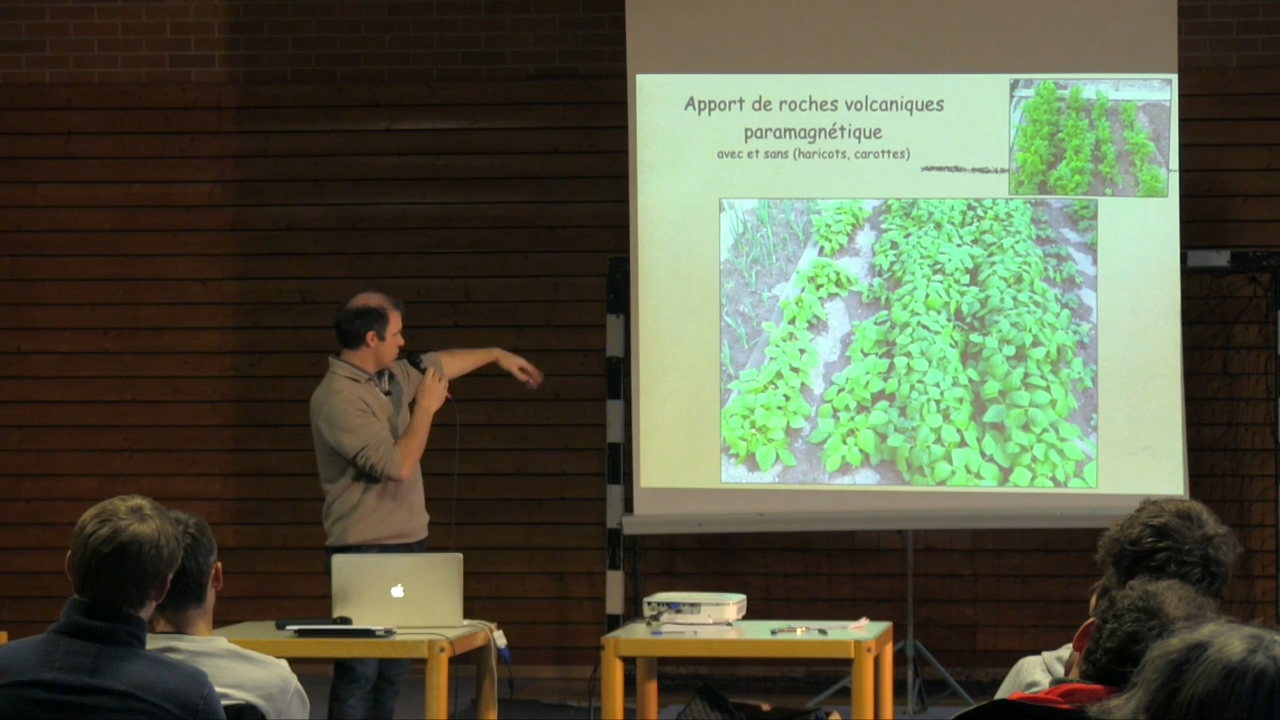 Apport de roches volcaniques
paramagnétique
avec et sans (haricots, carottes)